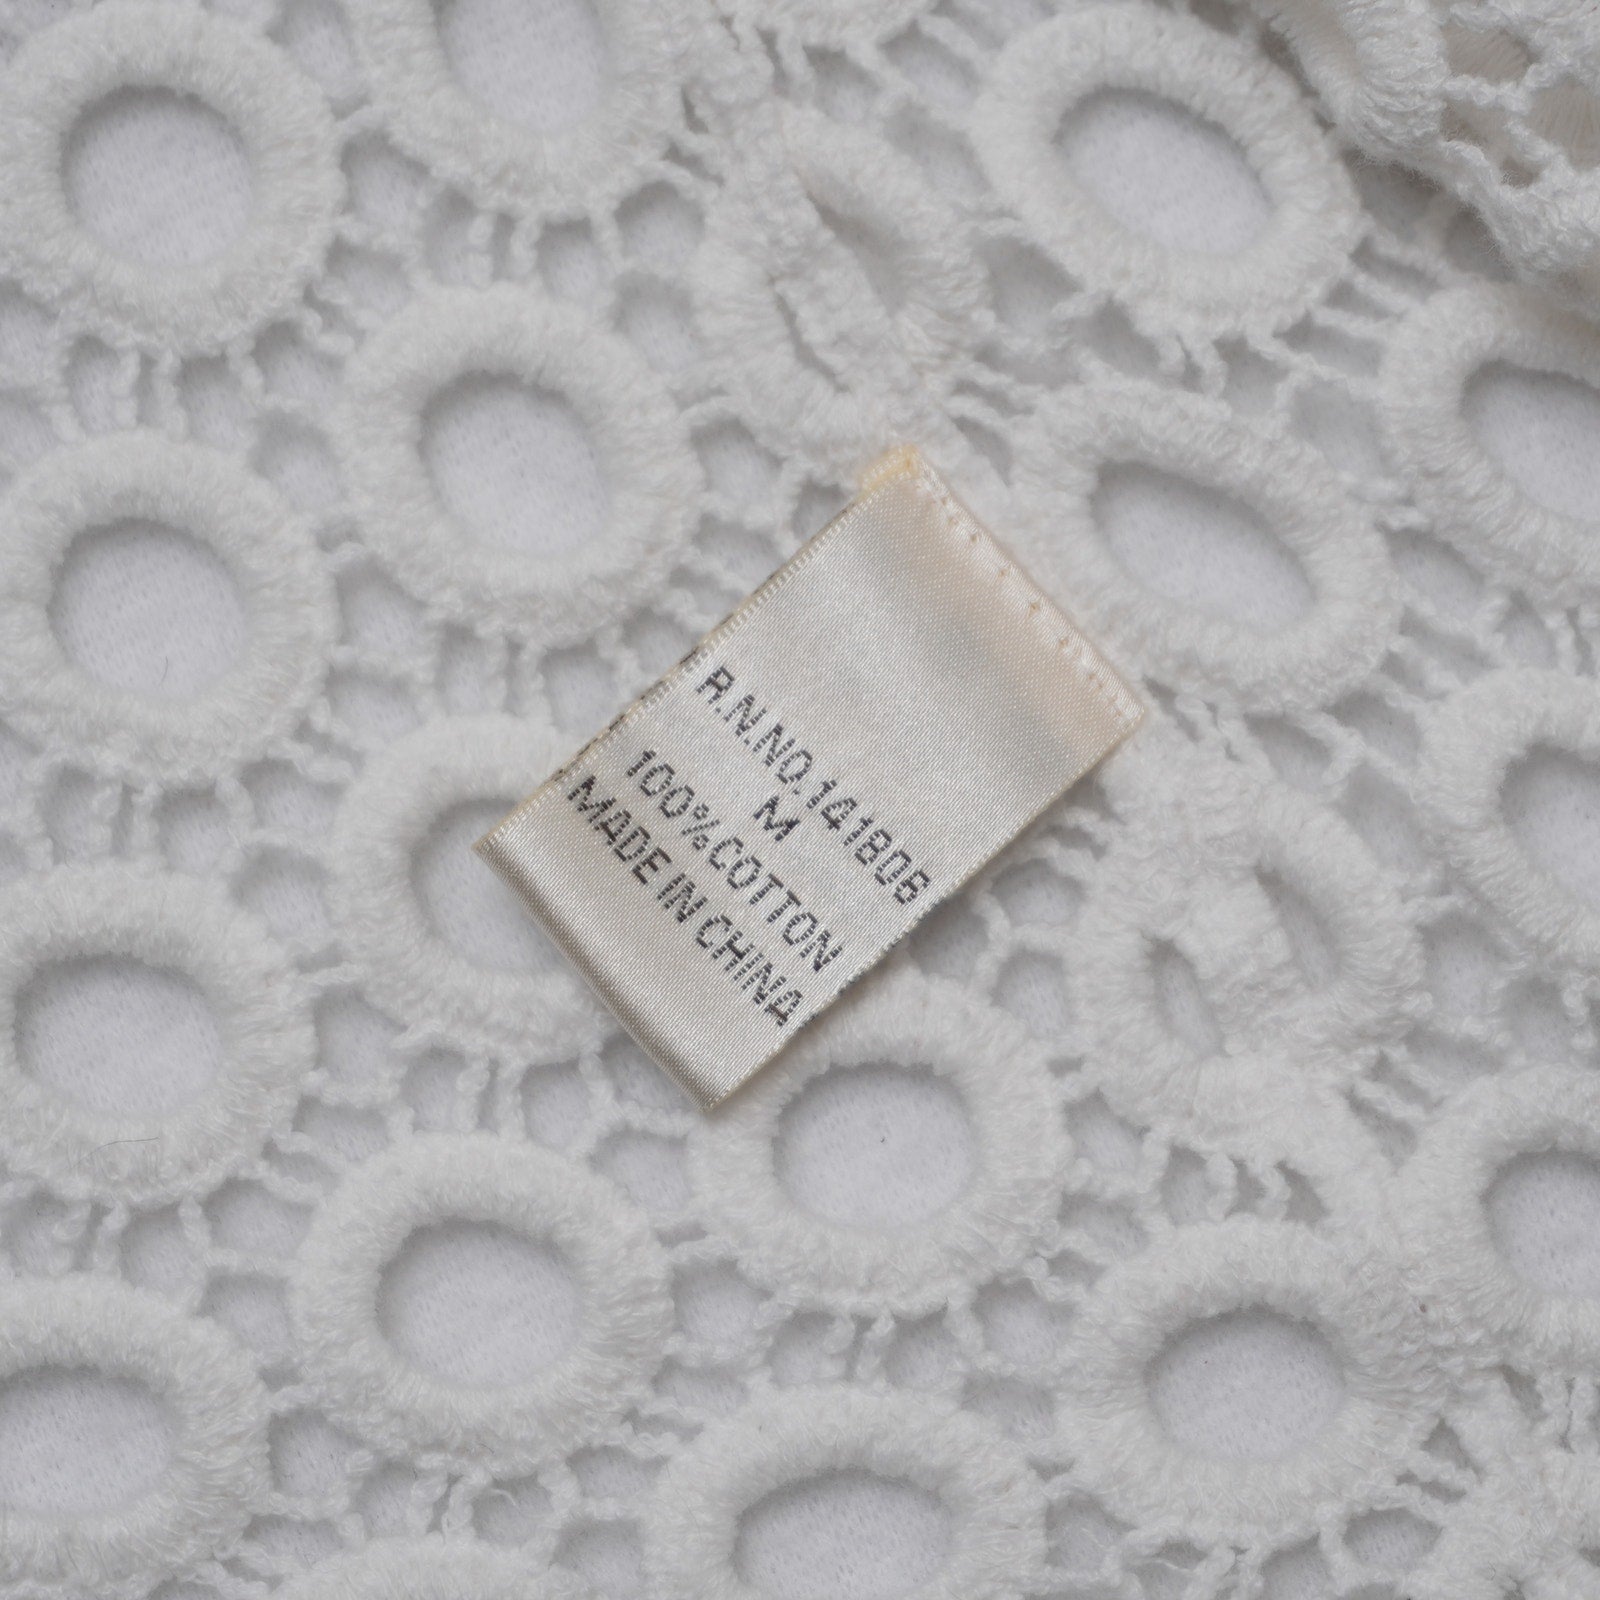 R.N.NO.141806
M
100%COTTON
MADE IN CHINA